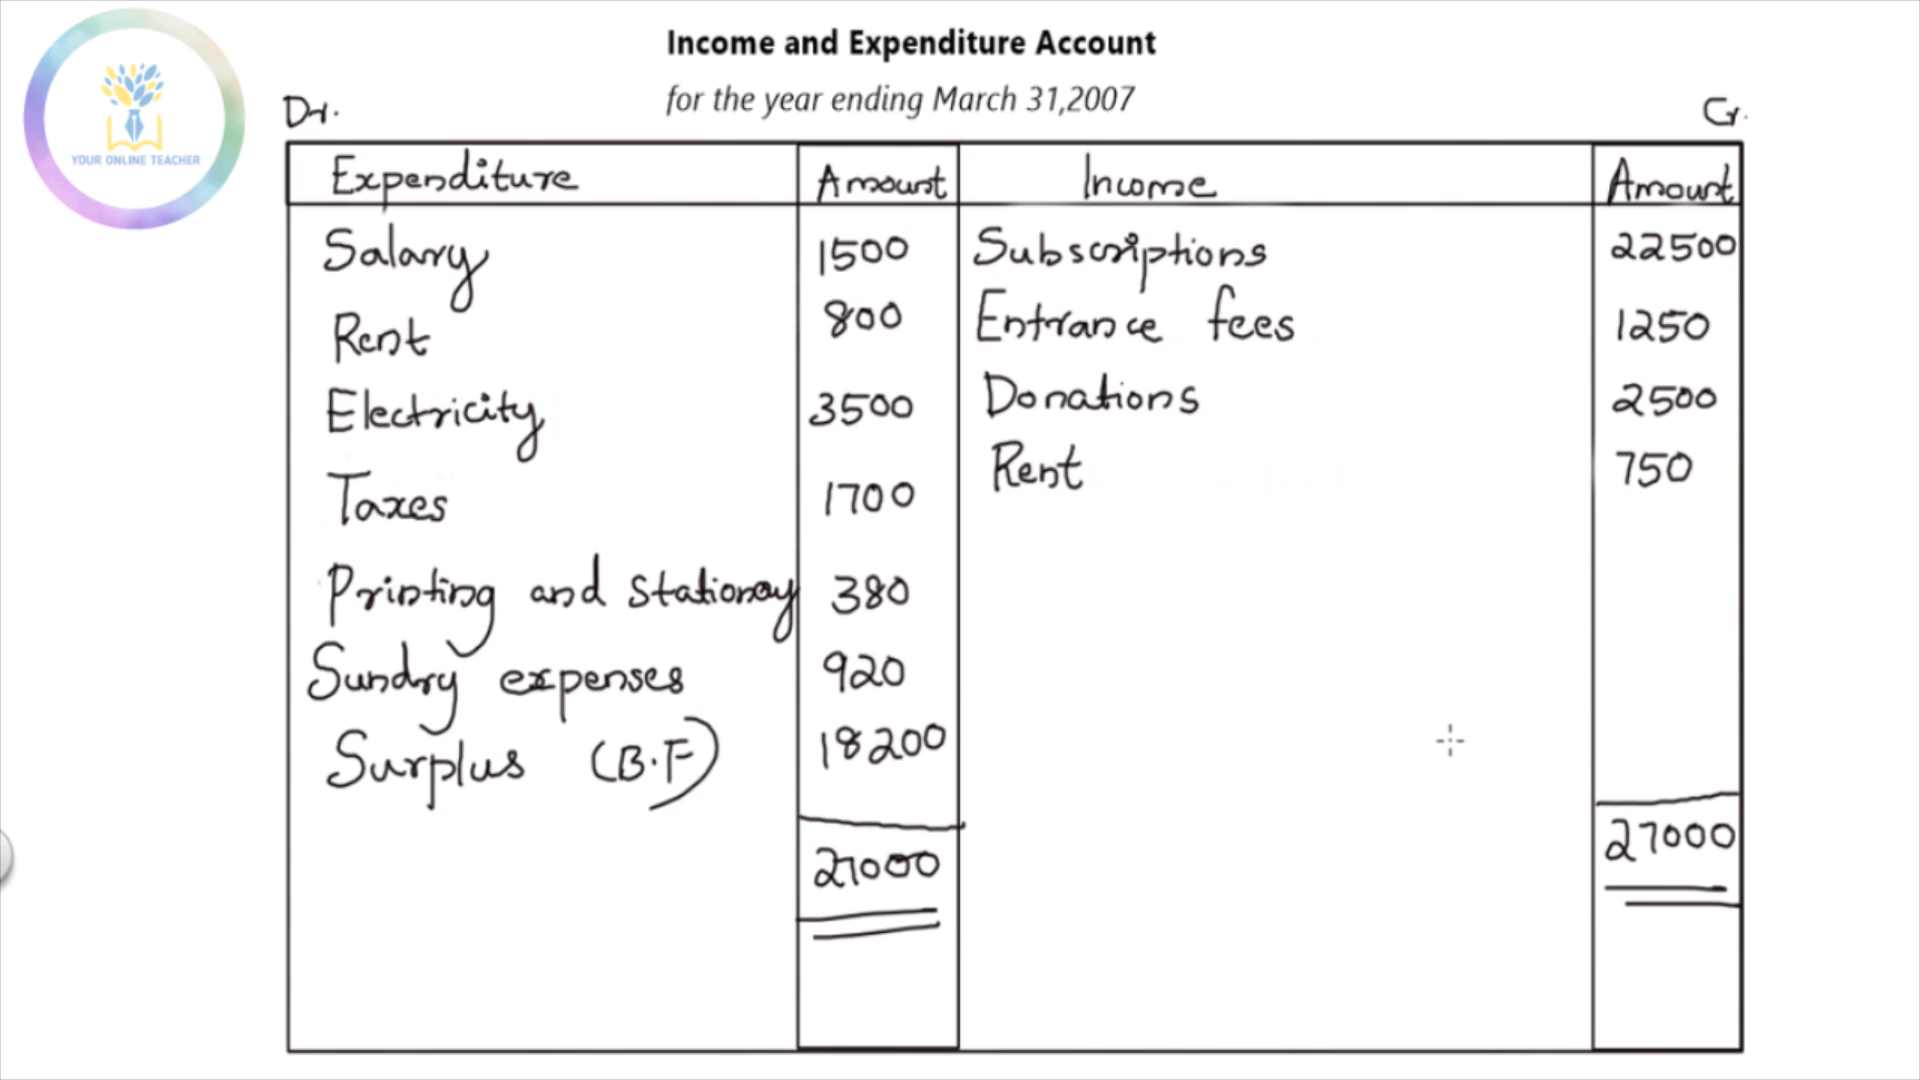 Income and Expenditure Account
for the year ending March 31,2007
YOUR ONLINE TEACHER
Dr. Cr.
Expenditure Amount Income Amount
Salary 1500 Subscriptions 22500
Rent 800 Entrance fees 1250
Electricity 3500 Donations 2500
Taxes 1700 Rent 750
Printing and stationay 380
Sundry expenses 920
Surplus (B.F) 18200
27000 27000